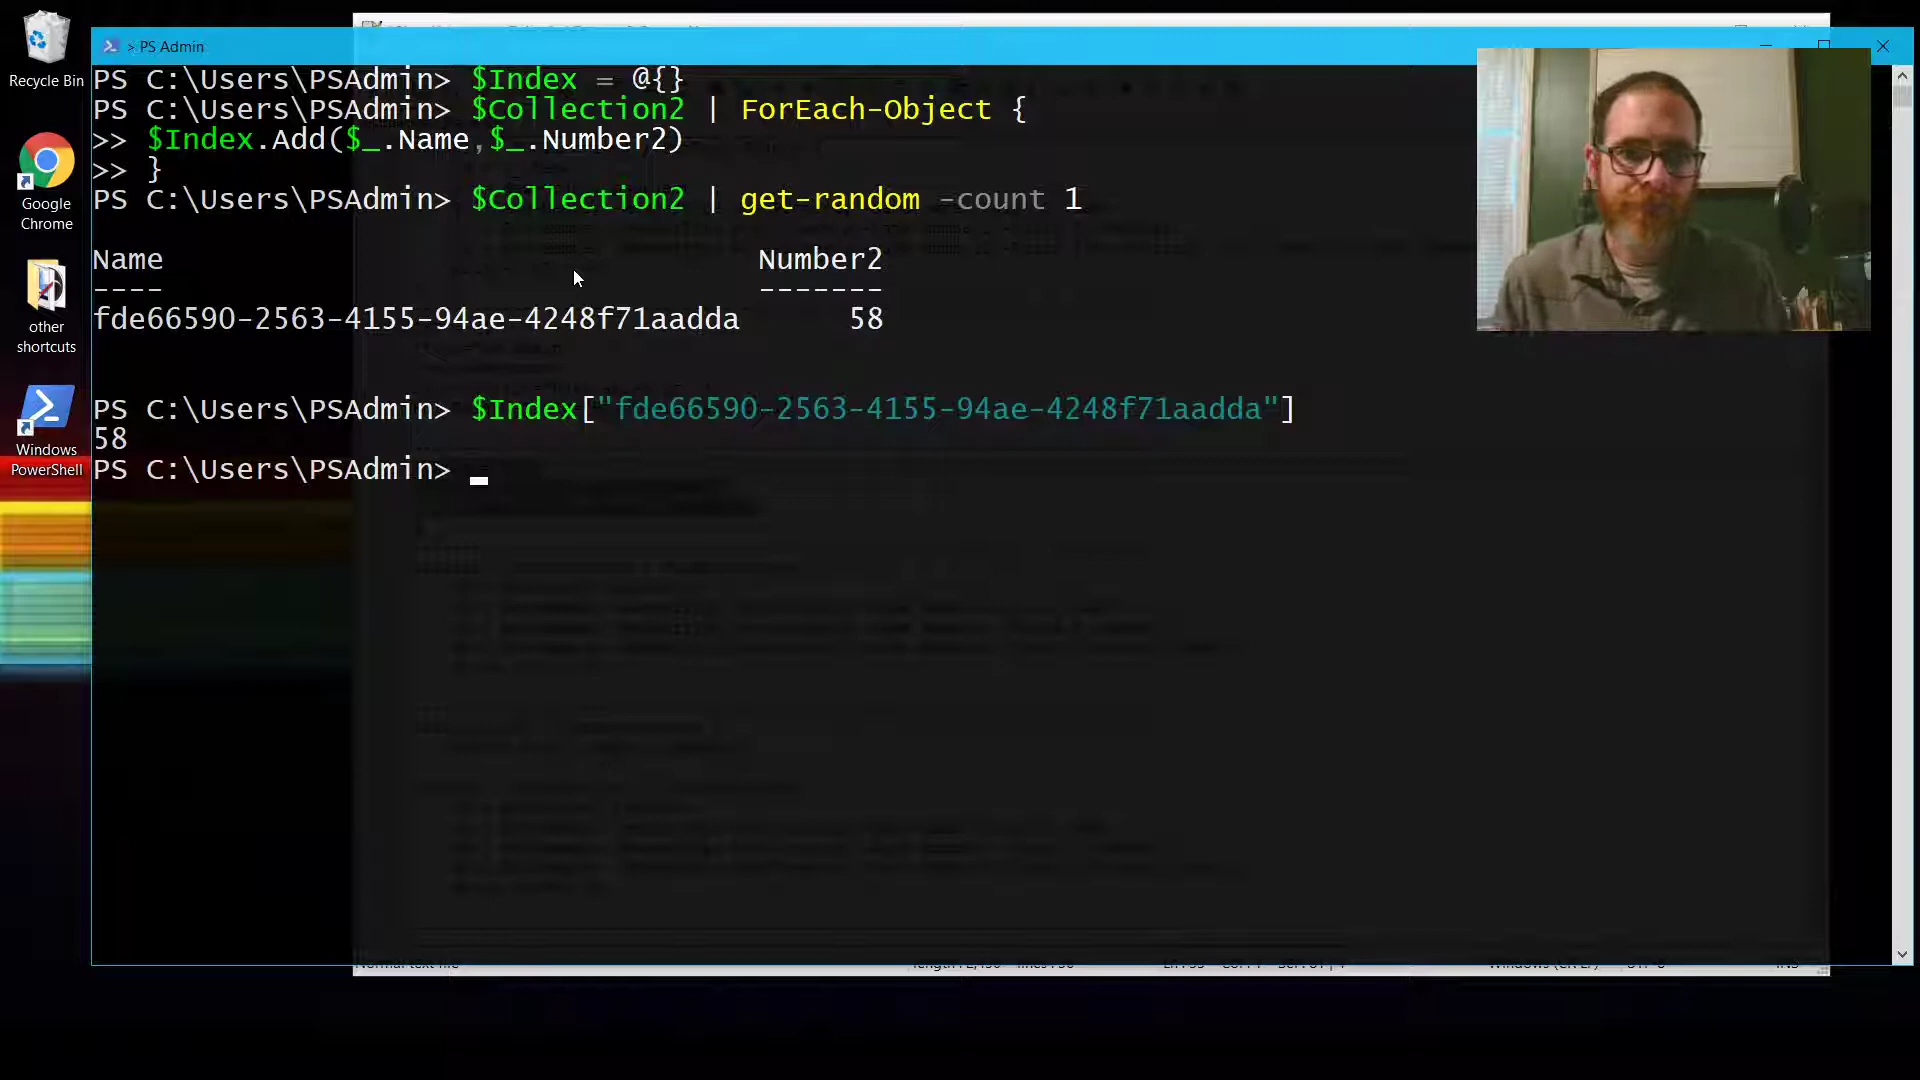 Recycle Bin
Google
Chrome
other
shortcuts
Windows
PowerShell
> PS Admin
PS C:\Users\PSAdmin> $Index = @{}
PS C:\Users\PSAdmin> $Collection2 | ForEach-Object {
>> $Index.Add($_.Name,$_.Number2)
>> }
PS C:\Users\PSAdmin> $Collection2 | get-random -count 1
Name Number2
---- -------
fde66590-2563-4155-94ae-4248f71aadda 58
PS C:\Users\PSAdmin> $Index["fde66590-2563-4155-94ae-4248f71aadda"]
58
PS C:\Users\PSAdmin>